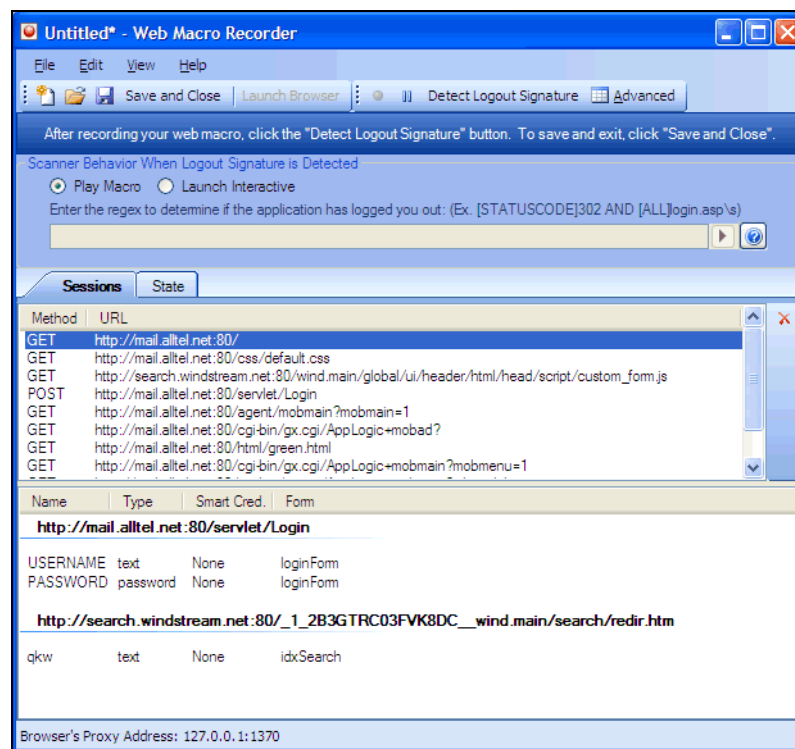 Untitled* - Web Macro Recorder
File Edit View Help
Save and Close Launch Browser Detect Logout Signature Advanced
After recording your web macro, click the "Detect Logout Signature" button. To save and exit, click "Save and Close".
Scanner Behavior When Logout Signature is Detected
Play Macro Launch Interactive
Enter the regex to determine if the application has logged you out: (Ex. [STATUSCODE]302 AND [ALL]login.asp\s)
Sessions State
Method URL
GET http://mail.alltel.net:80/
GET http://mail.alltel.net:80/css/default.css
GET http://search.windstream.net:80/wind.main/global/ui/header/html/head/script/custom_form.js
POST http://mail.alltel.net:80/servlet/Login
GET http://mail.alltel.net:80/agent/mobmain?mobmain=1
GET http://mail.alltel.net:80/cgi-bin/gx.cgi/AppLogic+mobad?
GET http://mail.alltel.net:80/html/green.html
GET http://mail.alltel.net:80/cgi-bin/gx.cgi/AppLogic+mobmain?mobmenu=1
Name Type Smart Cred. Form
http://mail.alltel.net:80/servlet/Login
USERNAME text None loginForm
PASSWORD password None loginForm
http://search.windstream.net:80/_1_2B3GTRC03FVK8DC__wind.main/search/redir.htm
qkw text None idxSearch
Browser's Proxy Address: 127.0.0.1:1370